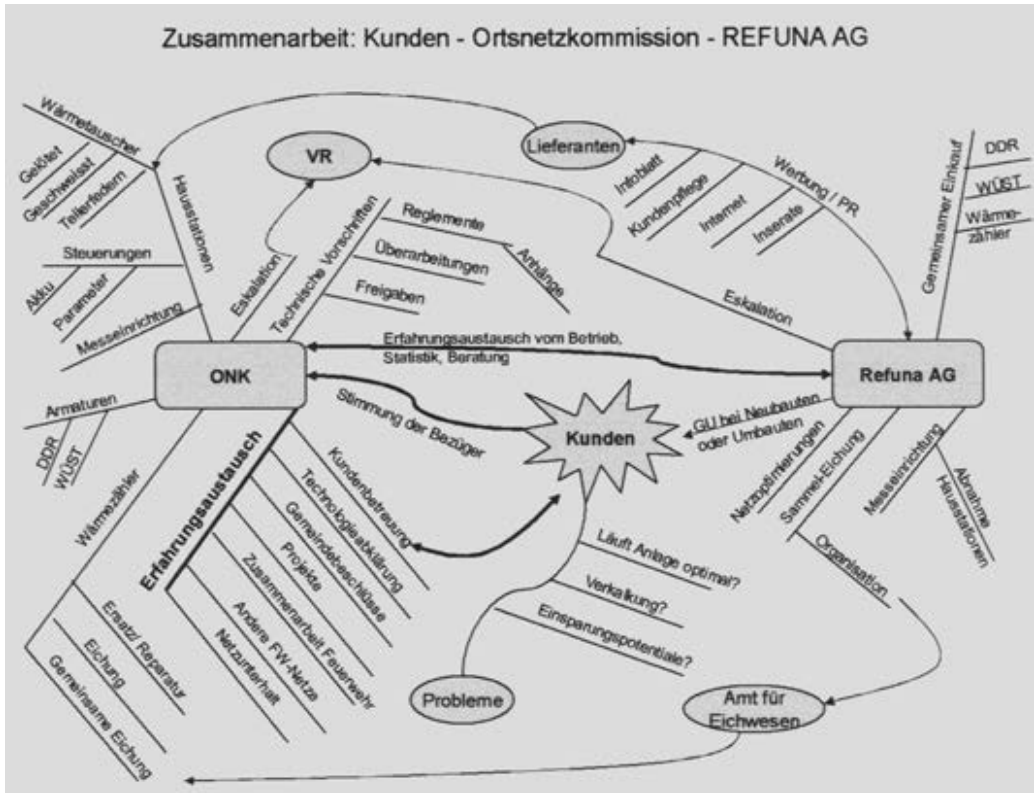 Zusammenarbeit: Kunden - Ortsnetzkommission - REFUNA AG
Wärmetauscher
Gelötet
Geschweisst
Tellerfedern
Hausstationen
Steuerungen
Akku
Parameter
Messeinrichtung
VR
Eskalation
Technische Vorschriften
Reglemente
Anhänge
Überarbeitungen
Freigaben
Lieferanten
Infoblatt
Kundenpflege
Internet
Inserate
Werbung / PR
Eskalation
Gemeinsamer Einkauf
DDR
WÜST
Wärme-
zähler
ONK
Erfahrungsaustausch vom Betrieb,
Statistik, Beratung
Refuna AG
Stimmung der Bezüger
Kunden
GU bei Neubauten
oder Umbauten
Armaturen
DDR
WÜST
Wärmezähler
Ersatz/ Reparatur
Eichung
Gemeinsame Eichung
Erfahrungsaustausch
Kundenbetreuung
Technologieabklärung
Gemeindebeschlüsse
Projekte
Zusammenarbeit Feuerwehr
Andere FW-Netze
Netzunterhalt
Läuft Anlage optimal?
Verkalkung?
Einsparungspotentiale?
Probleme
Netzoptimierungen
Sammel-Eichung
Organisation
Messeinrichtung
Abnahme
Hausstationen
Amt für
Eichwesen